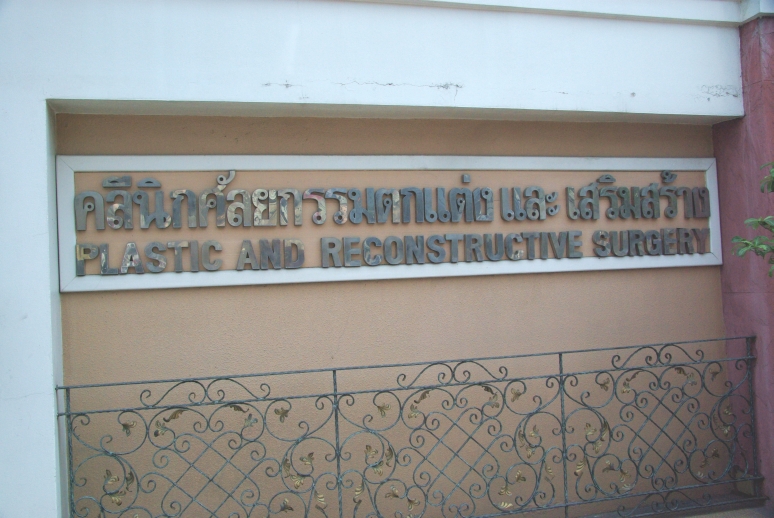 คลีนิกศัลยกรรมตกแต่ง และ เสริมสร้าง
PLASTIC AND RECONSTRUCTIVE SURGERY